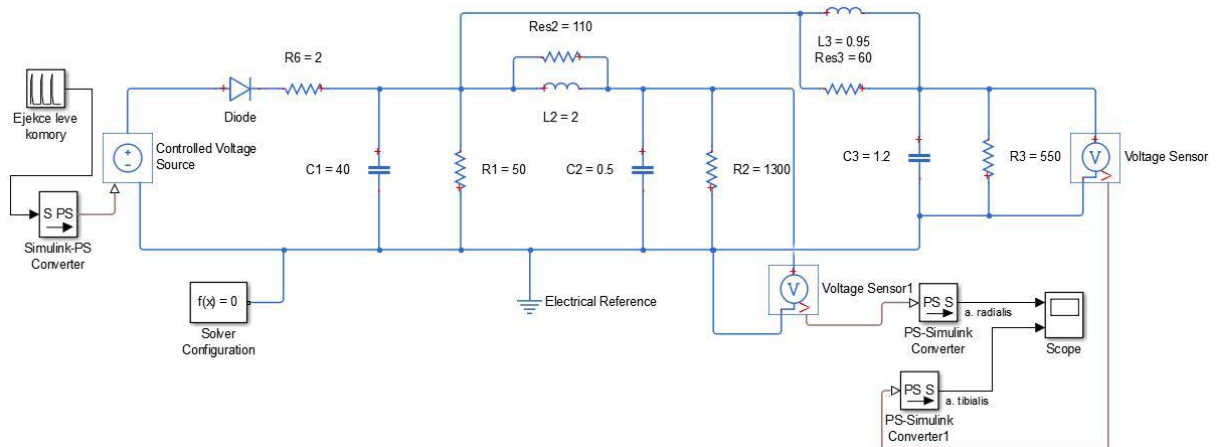 Res2 = 110
L3 = 0.95
Res3 = 60
R6 = 2
Diode
L2 = 2
Ejekce leve
komory
Controlled Voltage
Source
C1 = 40
R1 = 50
C2 = 0.5
R2 = 1300
C3 = 1.2
R3 = 550
V
Voltage Sensor
S PS
Simulink-PS
Converter
f(x) = 0
Solver
Configuration
Electrical Reference
V
Voltage Sensor1
PS S
a. radialis
PS-Simulink
Converter
Scope
PS S
a. tibialis
PS-Simulink
Converter1